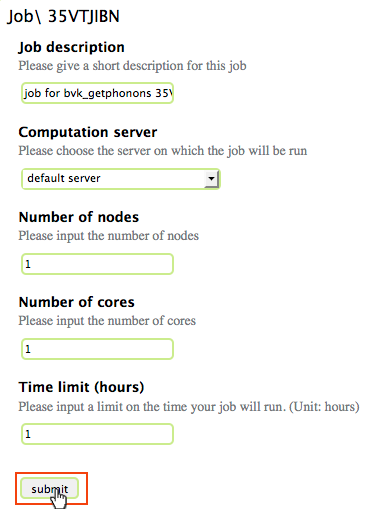 Job\ 35VTJIBN
Job description
Please give a short description for this job
job for bvk_getphonons 35V
Computation server
Please choose the server on which the job will be run
default server
Number of nodes
Please input the number of nodes
1
Number of cores
Please input the number of cores
1
Time limit (hours)
Please input a limit on the time your job will run. (Unit: hours)
1
submit